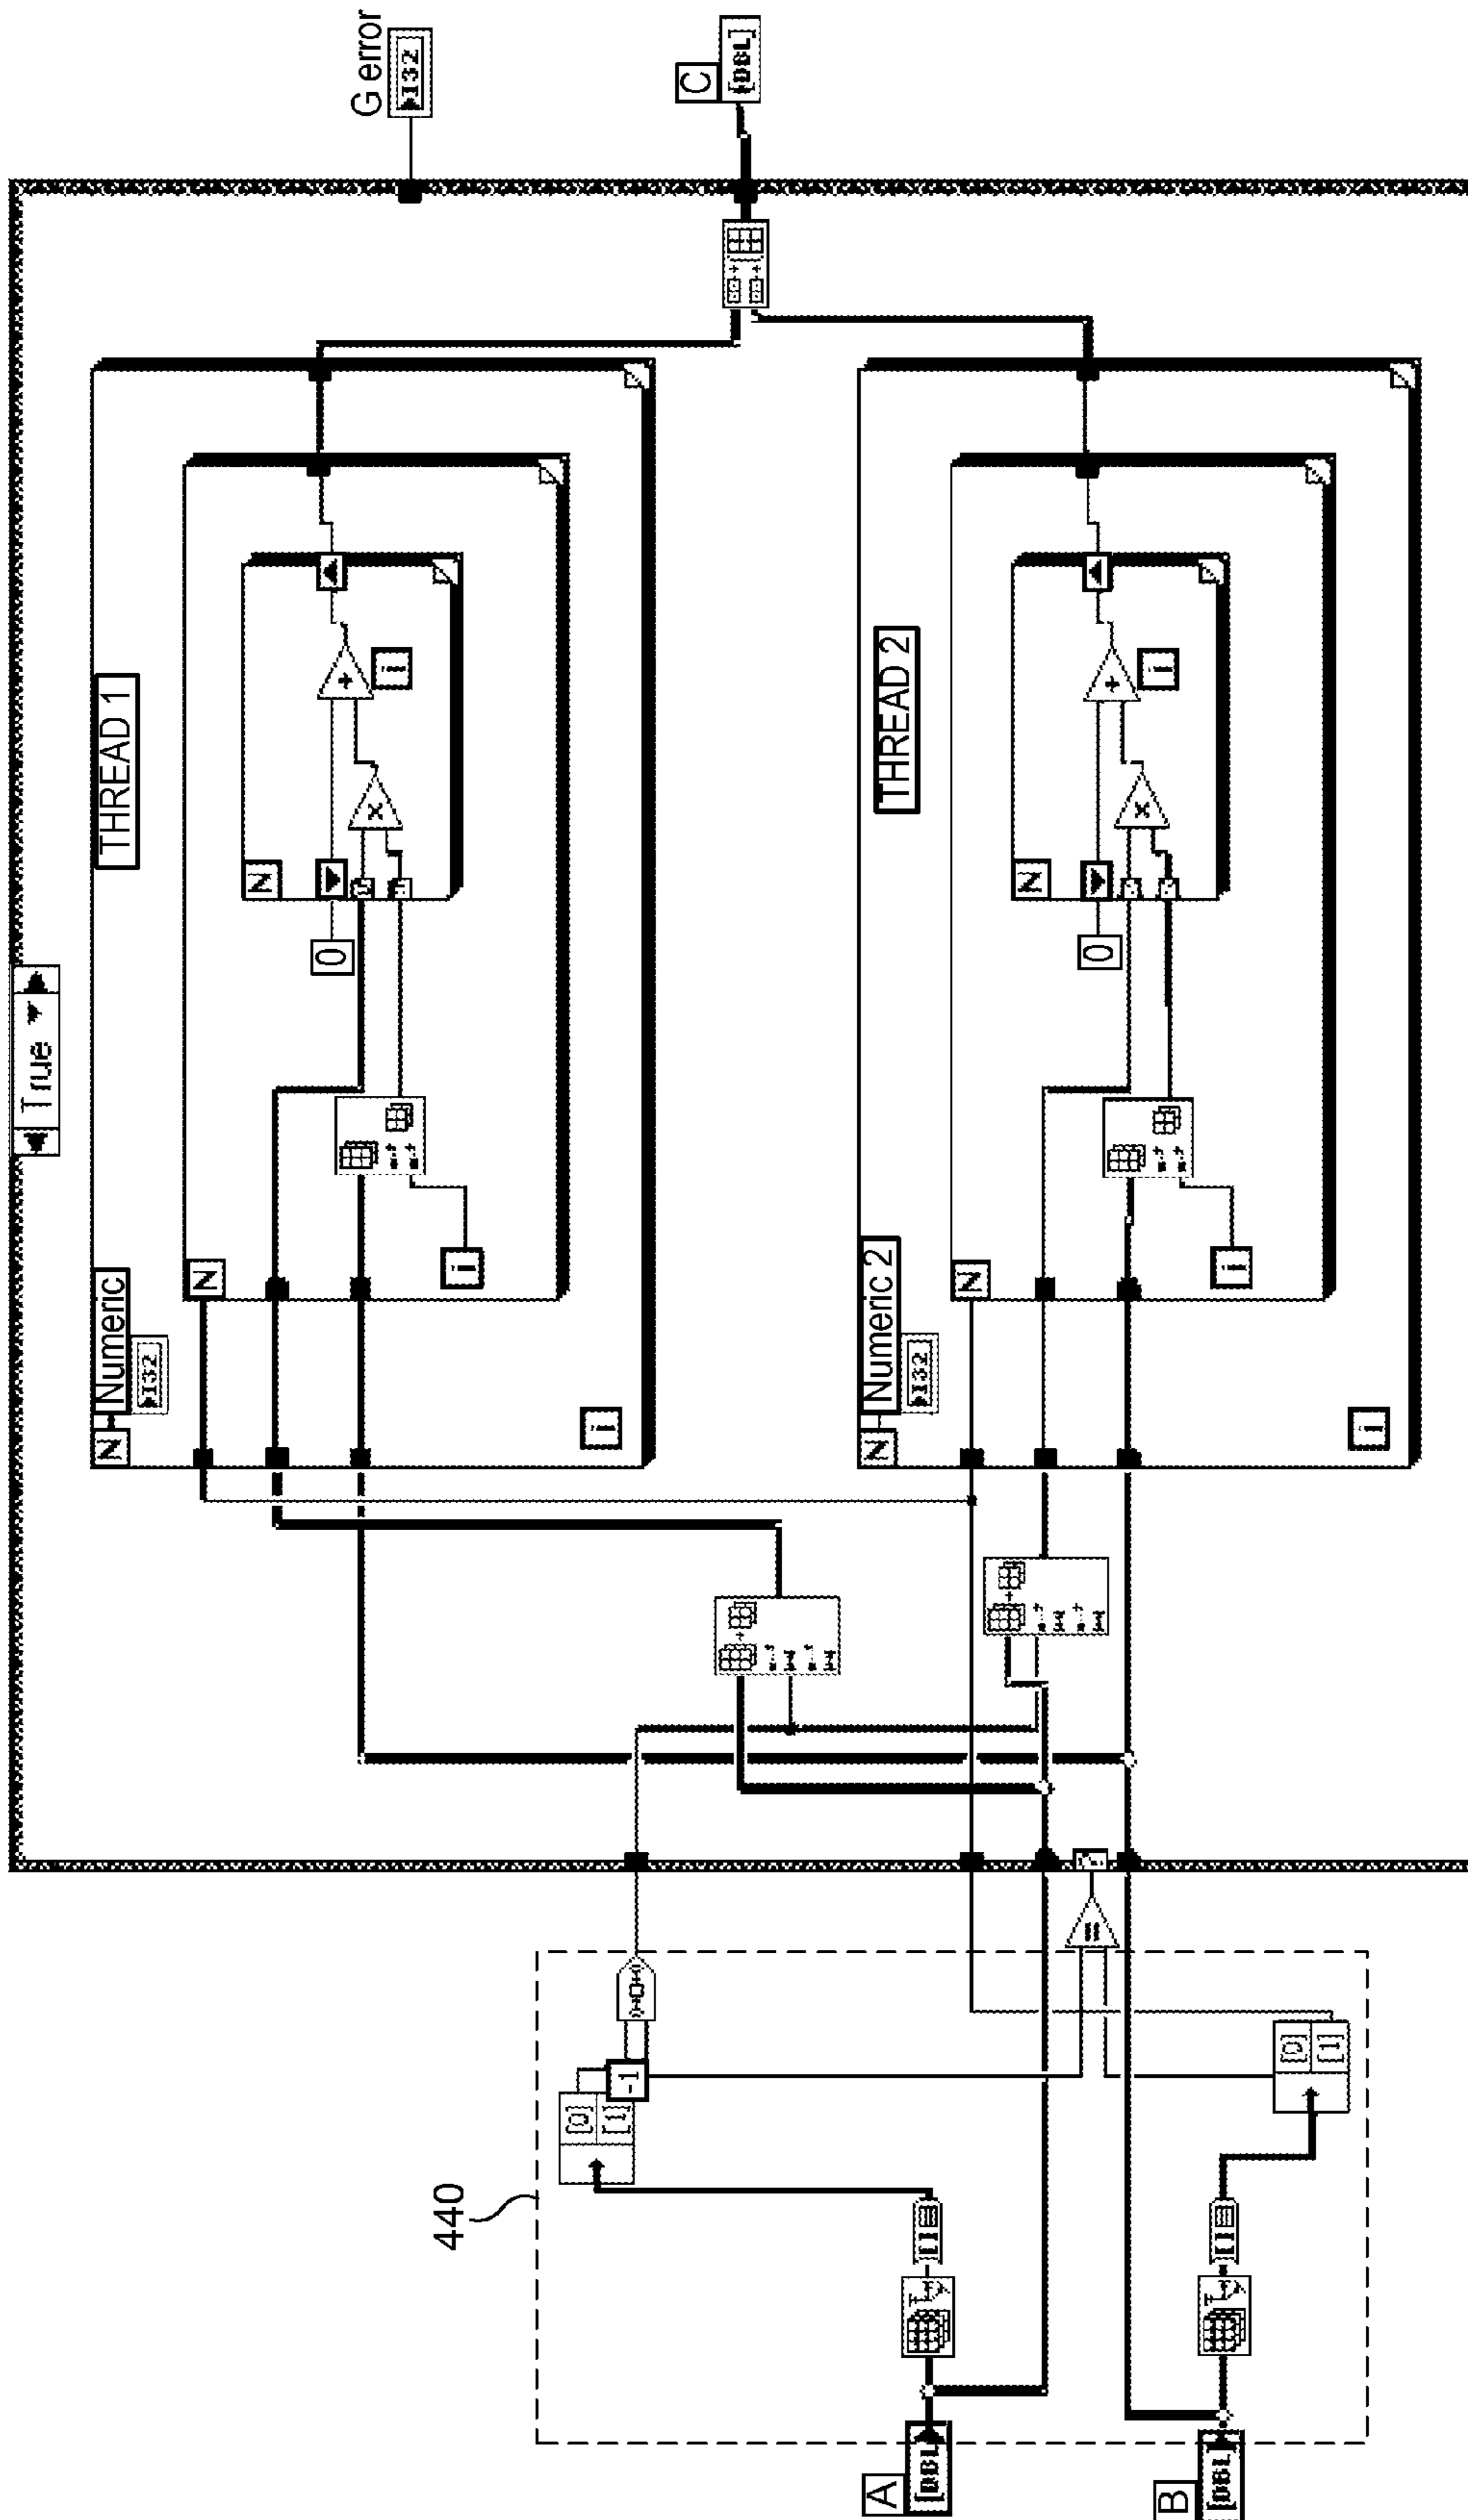 G error
I32
C
[DBL]
True
THREAD 1
N
+
i
×
N
0
i
N
Numeric
I32
N
i
THREAD 2
N
+
i
×
0
i
N
Numeric 2
I32
N
i
=
440
[0]
[1]
-1
[0]
[1]
A
[DBL]
B
[DBL]